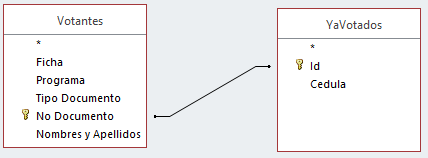 Votantes
*
Ficha
Programa
Tipo Documento
No Documento
Nombres y Apellidos
YaVotados
*
Id
Cedula